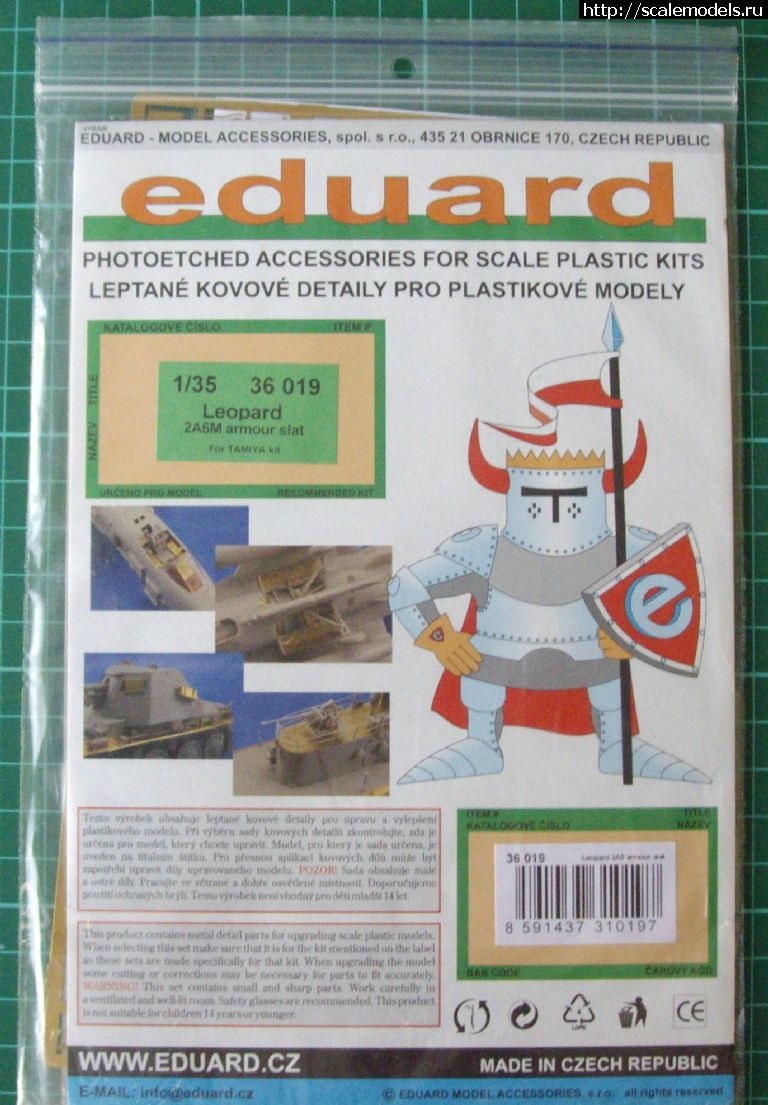 http://scalemodels.ru
VYRÁBÍ
EDUARD - MODEL ACCESSORIES, spol. s r.o., 435 21 OBRNICE 170, CZECH REPUBLIC
eduard
PHOTOETCHED ACCESSORIES FOR SCALE PLASTIC KITS
LEPTANÉ KOVOVÉ DETAILY PRO PLASTIKOVÉ MODELY
KATALOGOVÉ ČÍSLO ITEM #
NÁZEV TITLE
1/35 36 019
Leopard
2A6M armour slat
For TAMIYA kit
URČENO PRO MODEL RECOMMENDED KIT
e
Tento výrobek obsahuje leptané kovové detaily pro úpravu a vylepšení
plastikového modelu. Při výběru sady kovových detailů zkontrolujte, zda je
určena pro model, který chcete upravit. Model, pro který je sada určena, je
uveden na titulním štítku. Pro přesnou aplikaci kovových dílů může být
zapotřebí upravit díly upravovaného modelu. POZOR! Sada obsahuje malé
a ostré díly. Pracujte ve větrané a dobře osvětlené místnosti. Doporučujeme
použití ochraných brýlí. Tento výrobek není vhodný pro děti mladší 14 let.
This product contains metal detail parts for upgrading scale plastic models.
When selecting this set make sure that it is for the kit mentioned on the label
as these sets are made specifically for that kit. When upgrading the model
some cutting or corrections may be necessary for parts to fit accurately.
WARNING! This set contains small and sharp parts. Work carefully in
a ventilated and well-lit room. Safety glasses are recommended. This product
is not suitable for children 14 years or younger.
ITEM # TITLE
KATALOGOVÉ ČÍSLO NÁZEV
36 019 Leopard 2A6 armour slat
8 591437 310197
BAR CODE ČÁROVÝ KÓD
LDPE
CE
WWW.EDUARD.CZ MADE IN CZECH REPUBLIC
E-MAIL: info@eduard.cz © EDUARD MODEL ACCESSORIES, s.r.o. all rights reserved